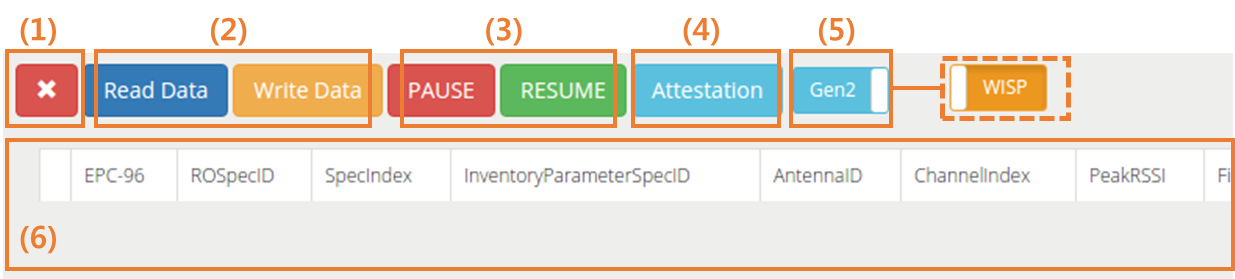 (1) (2) (3) (4) (5)
✖ Read Data Write Data PAUSE RESUME Attestation Gen2 WISP
EPC-96 ROSpecID SpecIndex InventoryParameterSpecID AntennaID ChannelIndex PeakRSSI Fi
(6)